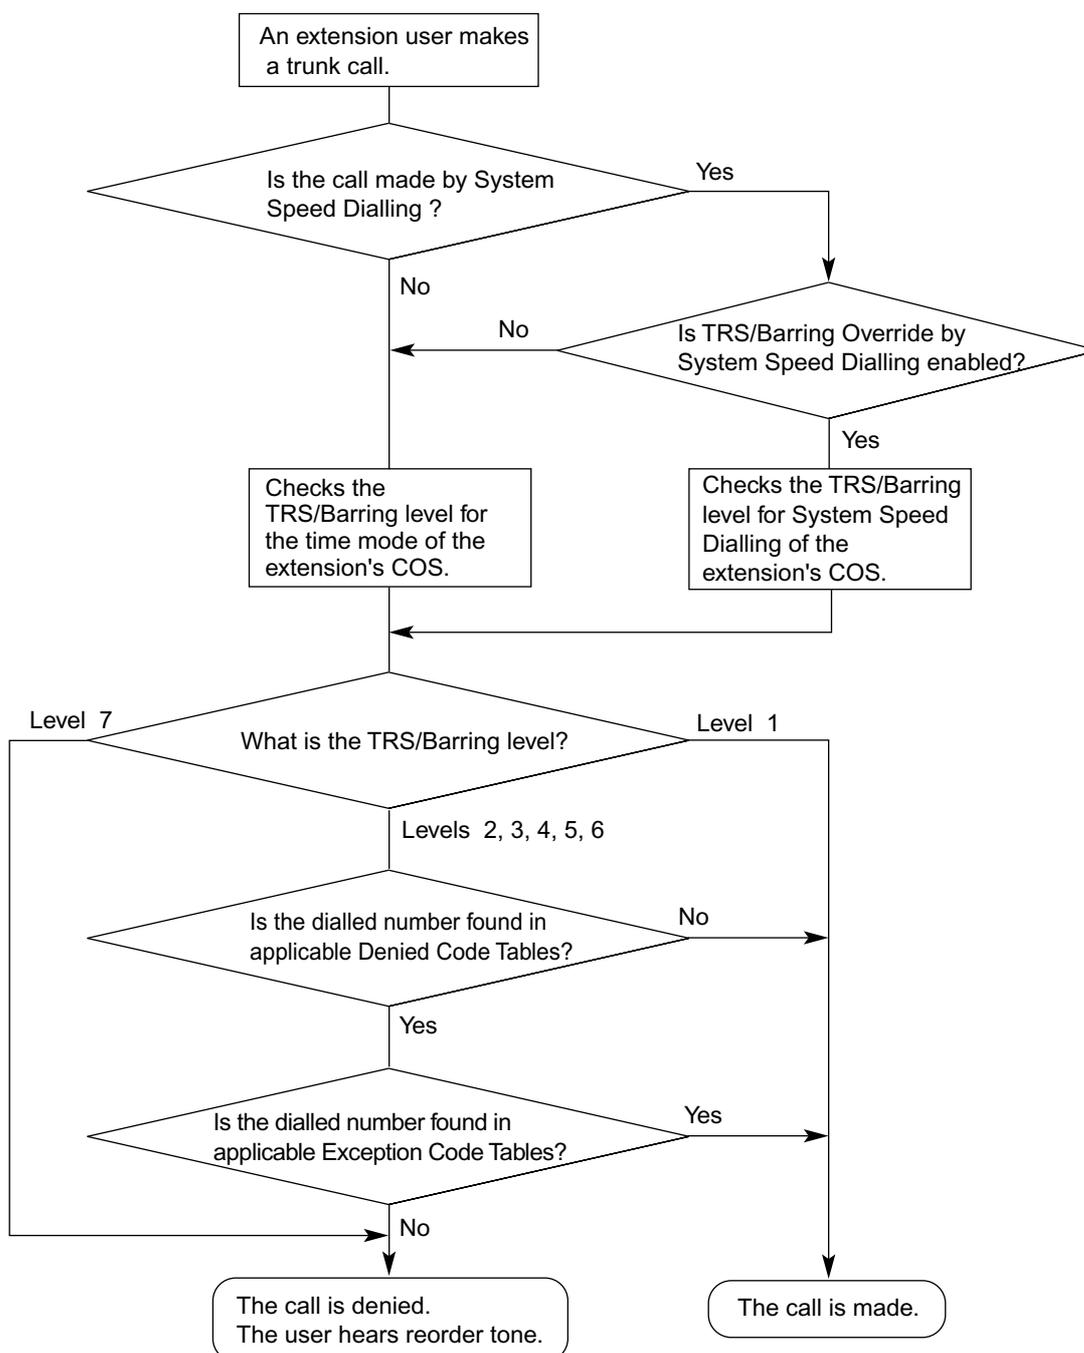 An extension user makes
a trunk call.
Is the call made by System
Speed Dialling ?
Yes
No
No
Is TRS/Barring Override by
System Speed Dialling enabled?
Yes
Checks the
TRS/Barring level for
the time mode of the
extension's COS.
Checks the TRS/Barring
level for System Speed
Dialling of the
extension's COS.
Level 7
What is the TRS/Barring level?
Level 1
Levels 2, 3, 4, 5, 6
Is the dialled number found in
applicable Denied Code Tables?
No
Yes
Is the dialled number found in
applicable Exception Code Tables?
Yes
No
The call is denied.
The user hears reorder tone.
The call is made.